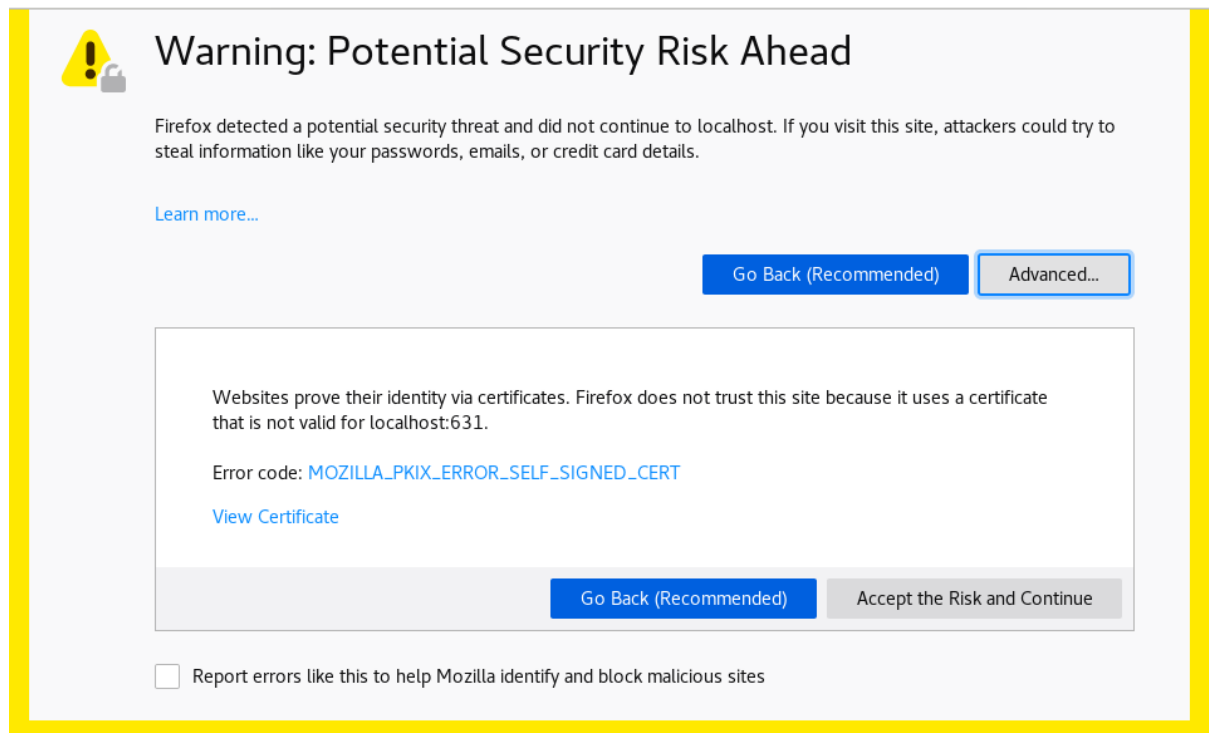 Warning: Potential Security Risk Ahead
Firefox detected a potential security threat and did not continue to localhost. If you visit this site, attackers could try to
steal information like your passwords, emails, or credit card details.
Learn more...
Go Back (Recommended)
Advanced...
Websites prove their identity via certificates. Firefox does not trust this site because it uses a certificate
that is not valid for localhost:631.
Error code: MOZILLA_PKIX_ERROR_SELF_SIGNED_CERT
View Certificate
Go Back (Recommended)
Accept the Risk and Continue
Report errors like this to help Mozilla identify and block malicious sites